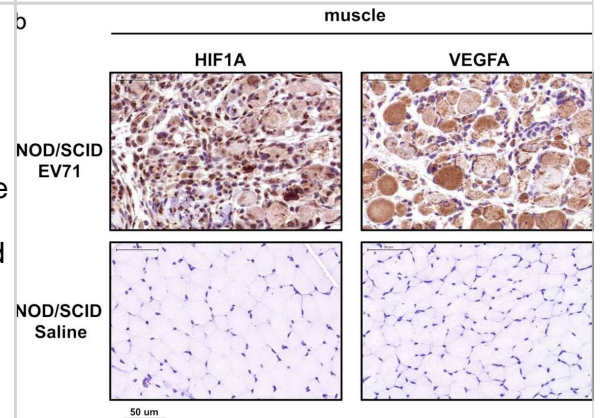 b
muscle
HIF1A
VEGFA
NOD/SCID
EV71
e
d
NOD/SCID
Saline
50 um